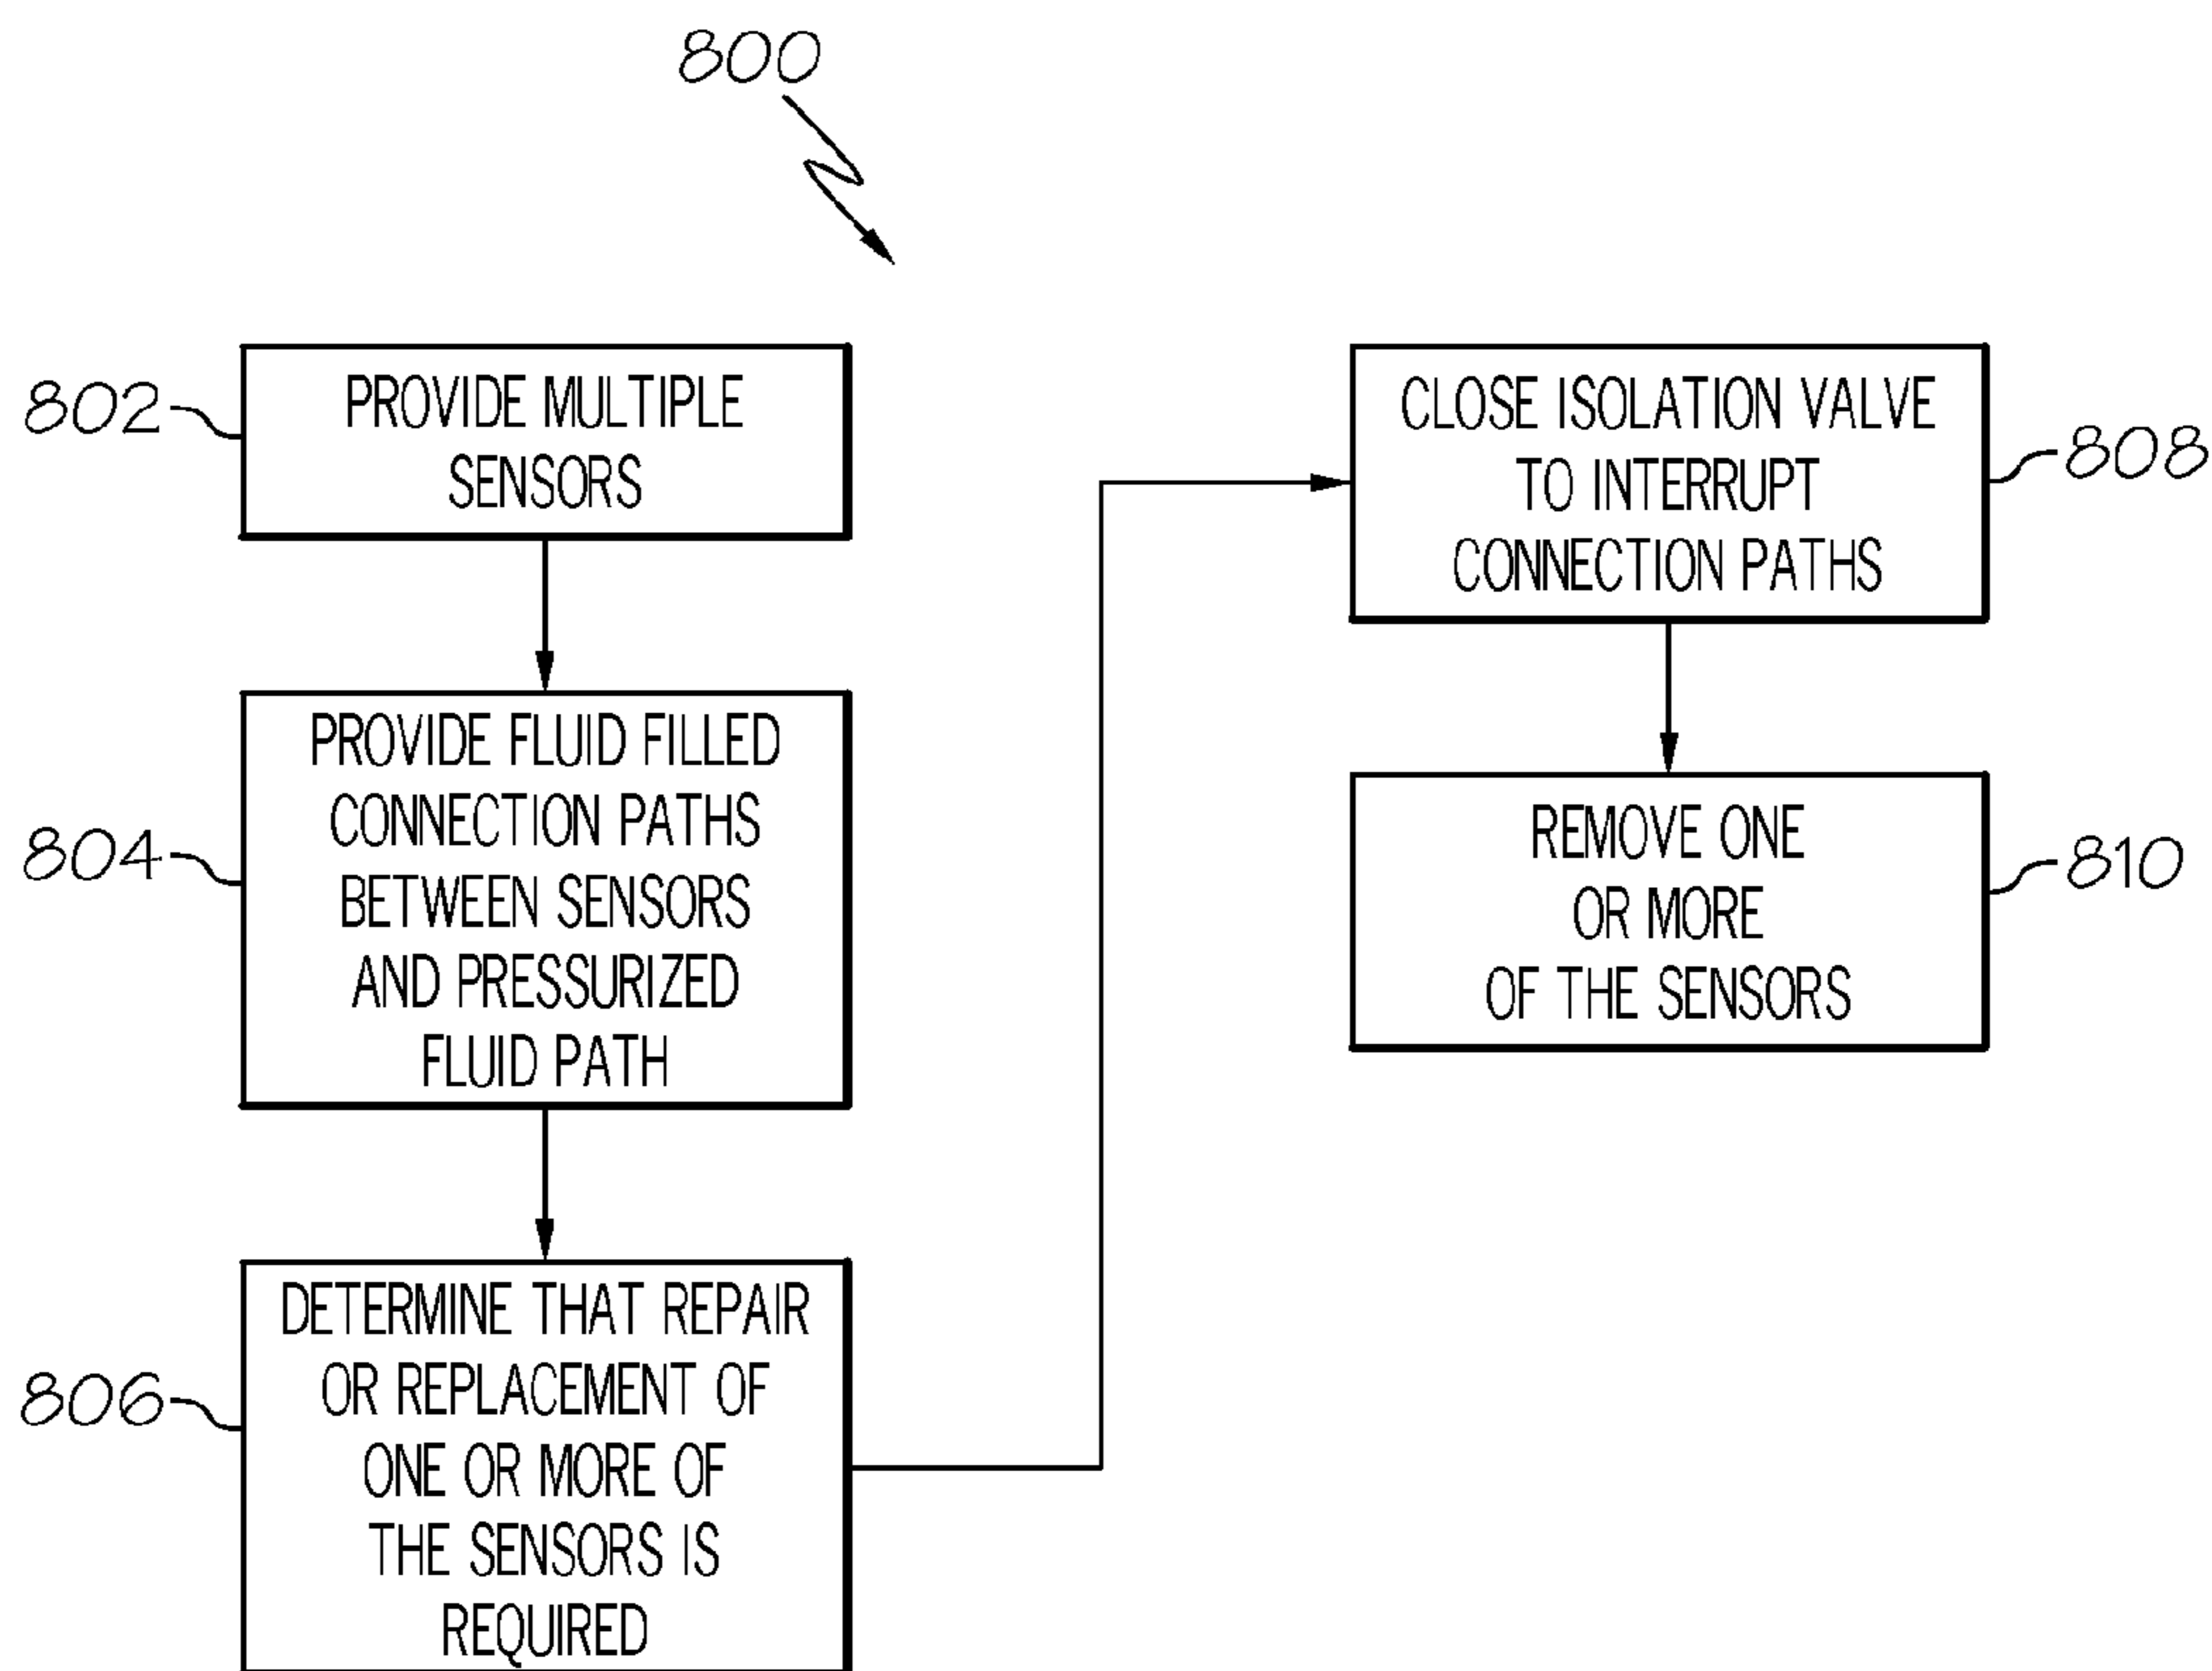 800
802
PROVIDE MULTIPLE
SENSORS
804
PROVIDE FLUID FILLED
CONNECTION PATHS
BETWEEN SENSORS
AND PRESSURIZED
FLUID PATH
806
DETERMINE THAT REPAIR
OR REPLACEMENT OF
ONE OR MORE OF
THE SENSORS IS
REQUIRED
CLOSE ISOLATION VALVE
TO INTERRUPT
CONNECTION PATHS
808
REMOVE ONE
OR MORE
OF THE SENSORS
810